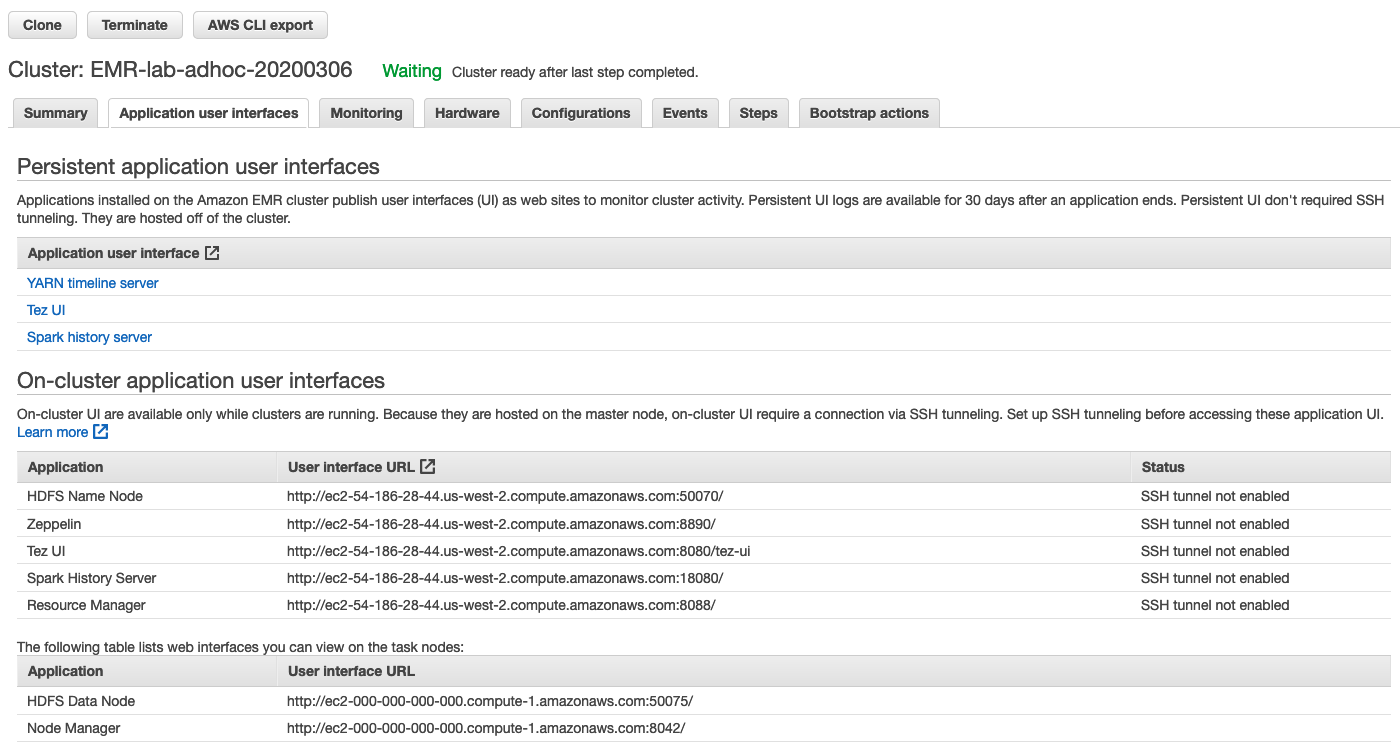 Clone Terminate AWS CLI export
Cluster: EMR-lab-adhoc-20200306 Waiting Cluster ready after last step completed.
Summary Application user interfaces Monitoring Hardware Configurations Events Steps Bootstrap actions
Persistent application user interfaces
Applications installed on the Amazon EMR cluster publish user interfaces (UI) as web sites to monitor cluster activity. Persistent UI logs are available for 30 days after an application ends. Persistent UI don't required SSH
tunneling. They are hosted off of the cluster.
Application user interface
YARN timeline server
Tez UI
Spark history server
On-cluster application user interfaces
On-cluster UI are available only while clusters are running. Because they are hosted on the master node, on-cluster UI require a connection via SSH tunneling. Set up SSH tunneling before accessing these application UI.
Learn more
Application User interface URL Status
HDFS Name Node http://ec2-54-186-28-44.us-west-2.compute.amazonaws.com:50070/ SSH tunnel not enabled
Zeppelin http://ec2-54-186-28-44.us-west-2.compute.amazonaws.com:8890/ SSH tunnel not enabled
Tez UI http://ec2-54-186-28-44.us-west-2.compute.amazonaws.com:8080/tez-ui SSH tunnel not enabled
Spark History Server http://ec2-54-186-28-44.us-west-2.compute.amazonaws.com:18080/ SSH tunnel not enabled
Resource Manager http://ec2-54-186-28-44.us-west-2.compute.amazonaws.com:8088/ SSH tunnel not enabled
The following table lists web interfaces you can view on the task nodes:
Application User interface URL
HDFS Data Node http://ec2-000-000-000-000.compute-1.amazonaws.com:50075/
Node Manager http://ec2-000-000-000-000.compute-1.amazonaws.com:8042/